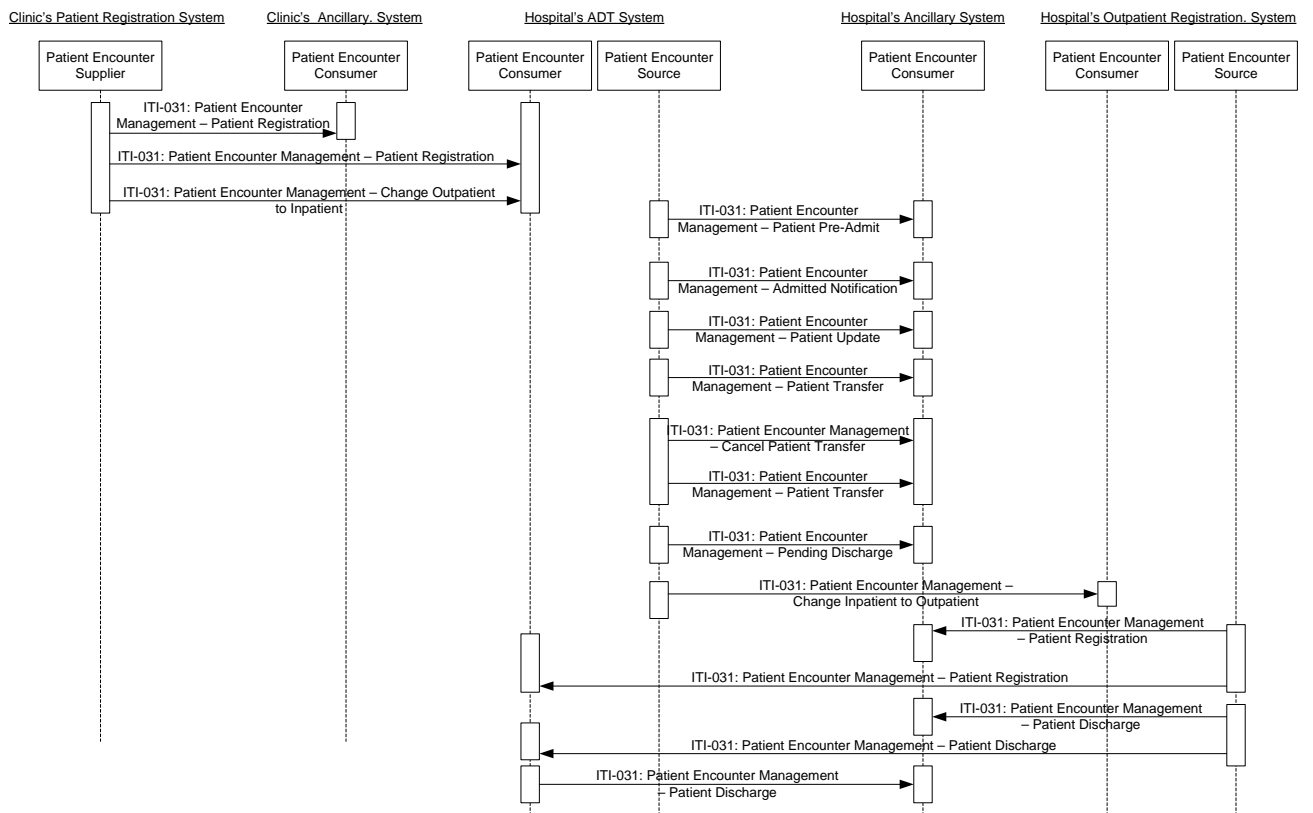 Clinic's Patient Registration System
Clinic's  Ancillary. System
Hospital's ADT System
Hospital's Ancillary System
Hospital's Outpatient Registration. System
Patient Encounter
Supplier
Patient Encounter
Consumer
Patient Encounter
Consumer
Patient Encounter
Source
Patient Encounter
Consumer
Patient Encounter
Consumer
Patient Encounter
Source
ITI-031: Patient Encounter
Management – Patient Registration
ITI-031: Patient Encounter Management – Patient Registration
ITI-031: Patient Encounter Management – Change Outpatient
to Inpatient
ITI-031: Patient Encounter
Management – Patient Pre-Admit
ITI-031: Patient Encounter
Management – Admitted Notification
ITI-031: Patient Encounter
Management – Patient Update
ITI-031: Patient Encounter
Management – Patient Transfer
ITI-031: Patient Encounter Management
– Cancel Patient Transfer
ITI-031: Patient Encounter
Management – Patient Transfer
ITI-031: Patient Encounter
Management – Pending Discharge
ITI-031: Patient Encounter Management –
Change Inpatient to Outpatient
ITI-031: Patient Encounter Management
– Patient Registration
ITI-031: Patient Encounter Management – Patient Registration
ITI-031: Patient Encounter Management
– Patient Discharge
ITI-031: Patient Encounter Management – Patient Discharge
ITI-031: Patient Encounter Management
– Patient Discharge